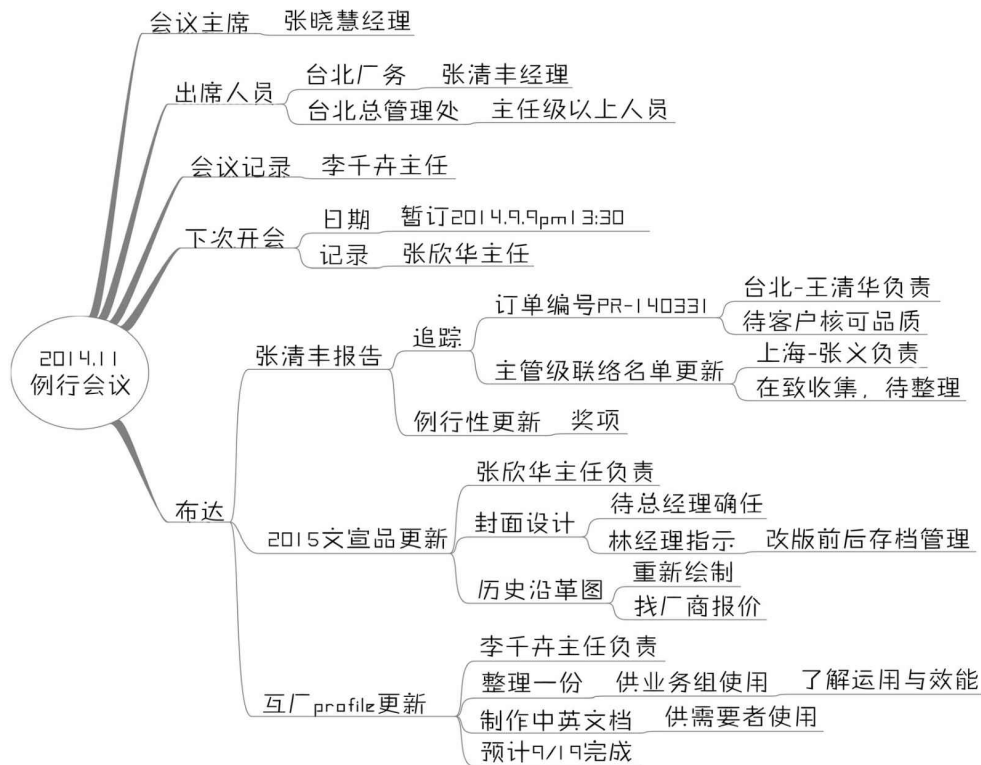 会议主席 张晓慧经理
出席人员
台北厂务 张清丰经理
台北总管理处 主任级以上人员
会议记录 李千卉主任
下次开会
日期 暂订2014.9.9pm13:30
记录 张欣华主任
2014.11
例行会议
布达
张清丰报告
追踪
订单编号PR-140331
台北-王清华负责
待客户核可品质
主管级联络名单更新
上海-张义负责
在致收集，待整理
例行性更新 奖项
2015文宣品更新
张欣华主任负责
封面设计
待总经理确任
林经理指示 改版前后存档管理
历史沿革图
重新绘制
找厂商报价
互厂profile更新
李千卉主任负责
整理一份 供业务组使用 了解运用与效能
制作中英文档 供需要者使用
预计9/19完成